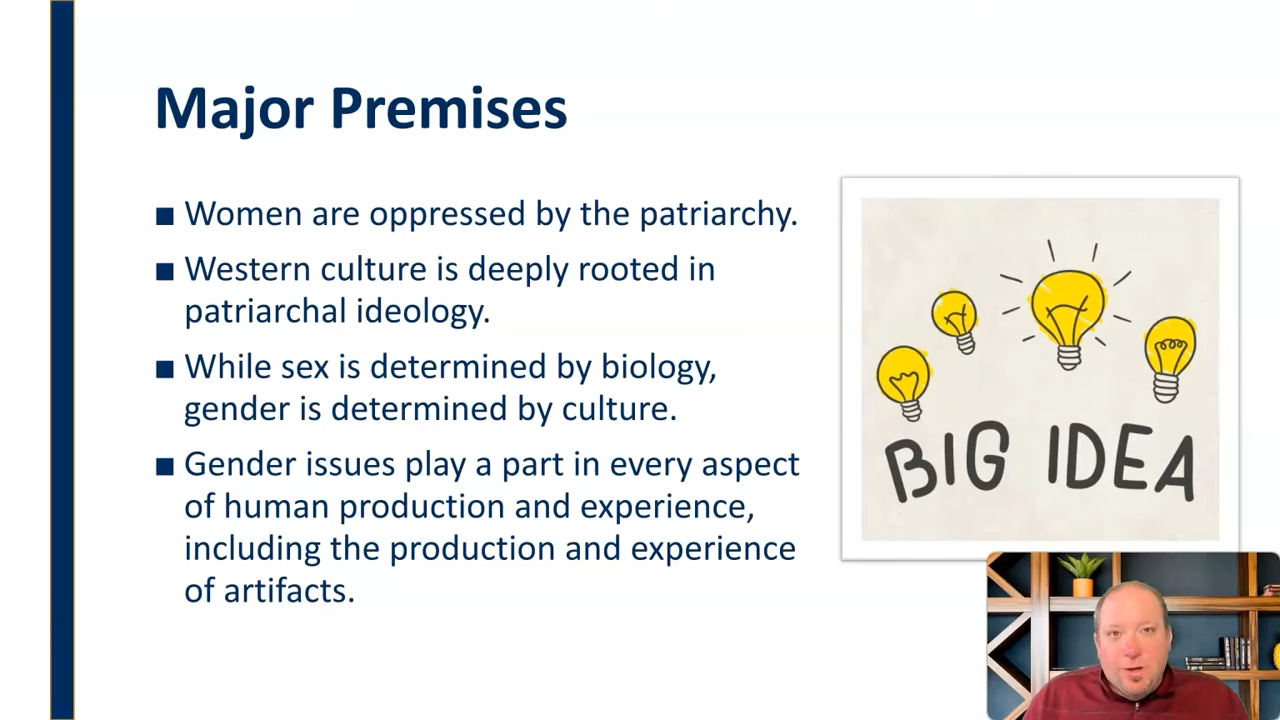 Major Premises
■ Women are oppressed by the patriarchy.
■ Western culture is deeply rooted in
patriarchal ideology.
■ While sex is determined by biology,
gender is determined by culture.
■ Gender issues play a part in every aspect
of human production and experience,
including the production and experience
of artifacts.
BIG IDEA